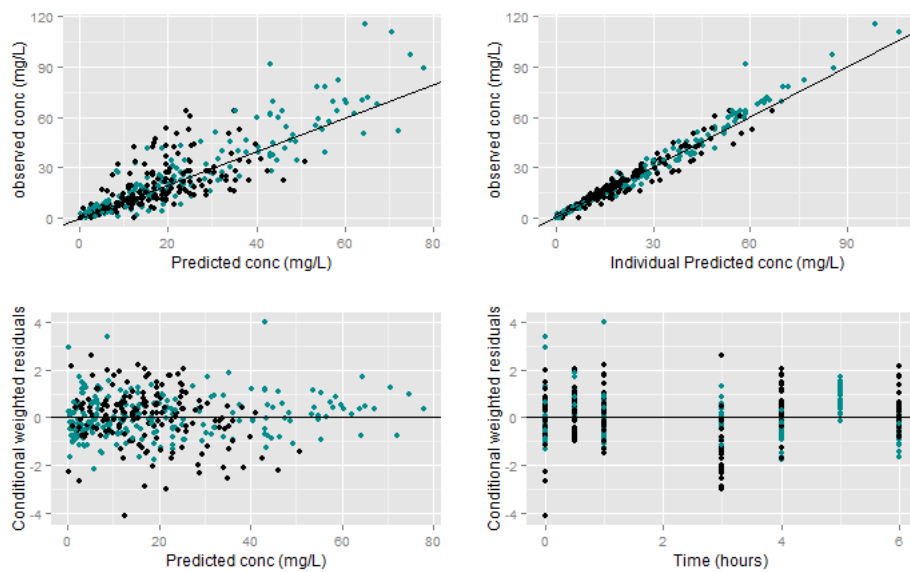 120
90
60
30
0
observed conc (mg/L)
0 20 40 60 80
Predicted conc (mg/L)
120
90
60
30
0
observed conc (mg/L)
0 30 60 90
Individual Predicted conc (mg/L)
4
2
0
-2
-4
Conditional weighted residuals
0 20 40 60 80
Predicted conc (mg/L)
4
2
0
-2
-4
Conditional weighted residuals
0 2 4 6
Time (hours)